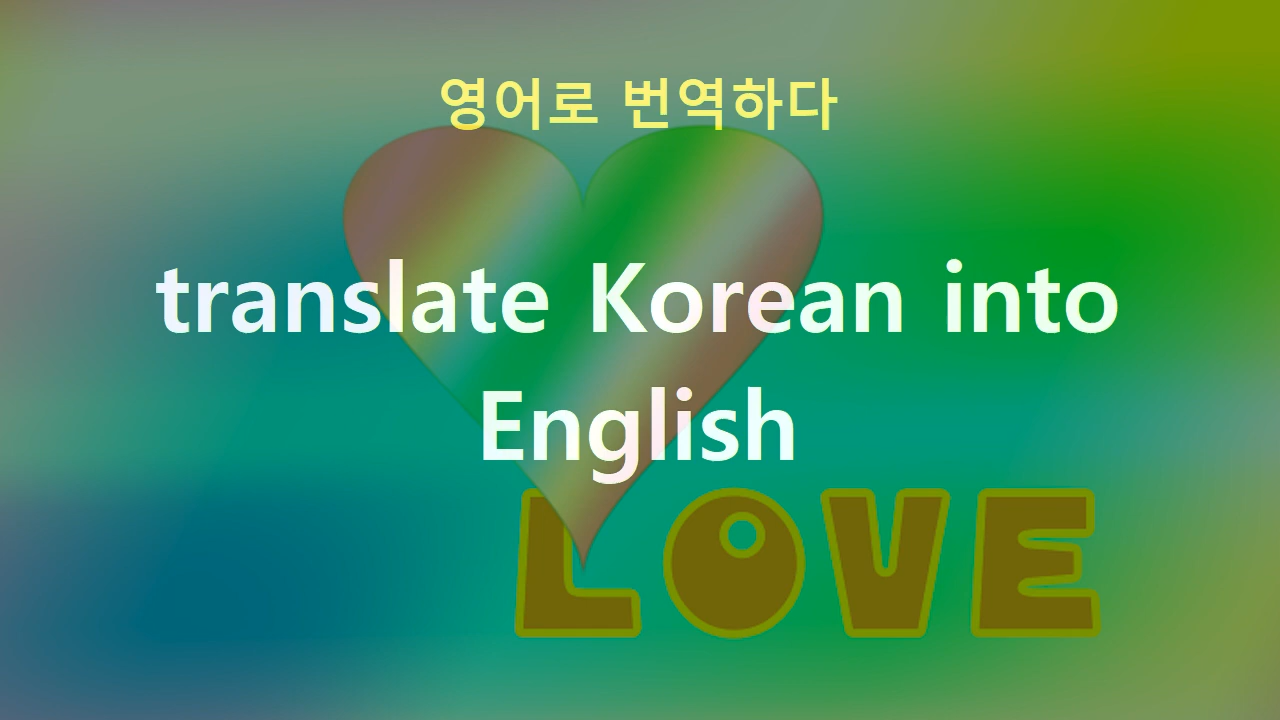 영어로 번역하다
translate Korean into
English
LOVE